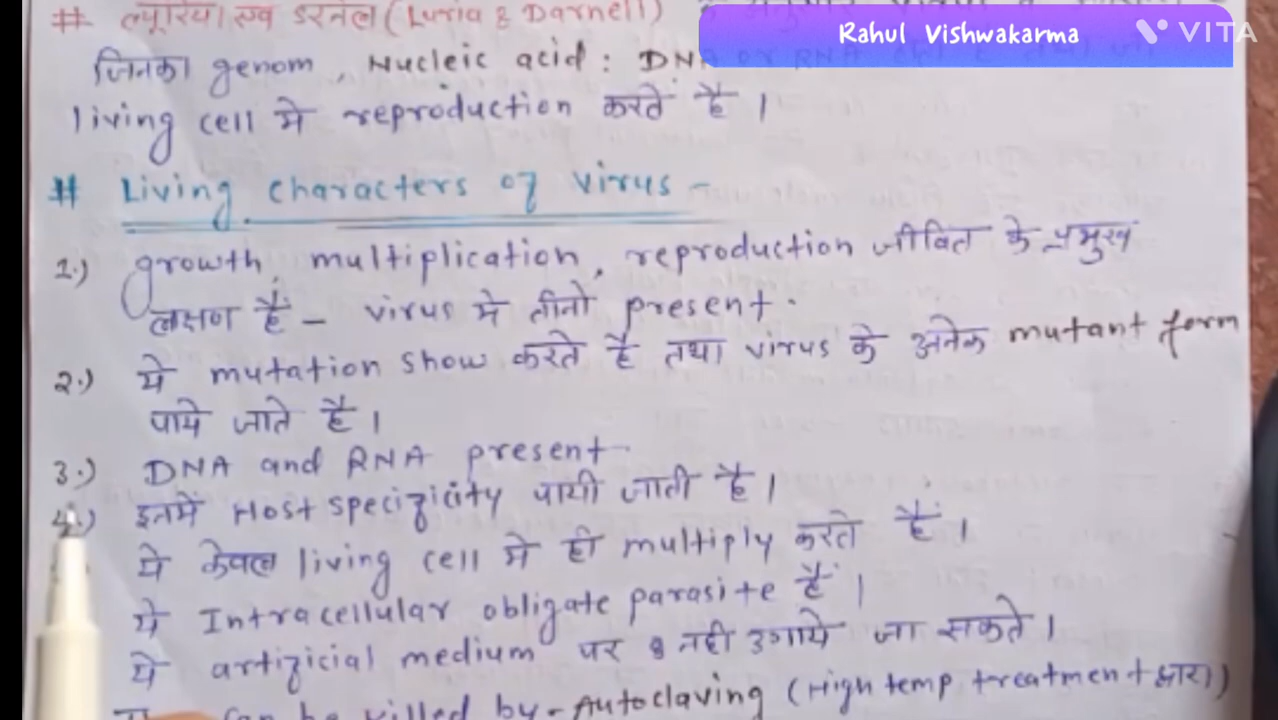 # ल्यूरिया एवं डरनेल (Luria & Darnell) के अनुसार
Rahul Vishwakarma
VITA
जिनका genom, Nucleic acid: DNA or RNA
living cell मे reproduction करते हैं।
# Living characters of virus -
1.) growth multiplication, reproduction जीवित के प्रमुख
लक्षण हैं - virus मे तीनो present.
2.) ये mutation show करते है तथा virus के अनेक mutant form
पाये जाते है।
3.) DNA and RNA present
4.) इनमें Host specificity पायी जाती है।
ये केवल living cell मे ही multiply करते हैं।
ये Intracellular obligate parasite हैं।
ये artificial medium पर नही उगाये जा सकते।
can be killed by - Autoclaving (High temp treatment द्वारा)